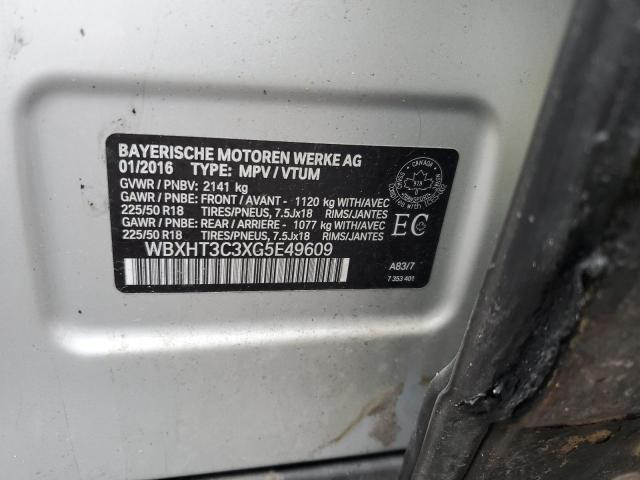 BAYERISCHE MOTOREN WERKE AG
01/2016 TYPE: MPV / VTUM
GVWR / PNBV: 2141 kg
GAWR / PNBE: FRONT / AVANT - 1120 kg WITH/AVEC
225/50 R18 TIRES/PNEUS, 7.5Jx18 RIMS/JANTES
GAWR / PNBE: REAR / ARRIERE - 1077 kg WITH/AVEC
225/50 R18 TIRES/PNEUS, 7.5Jx18 RIMS/JANTES
WBXHT3C3XG5E49609
CANADA
EC
A83/7
7 353 401